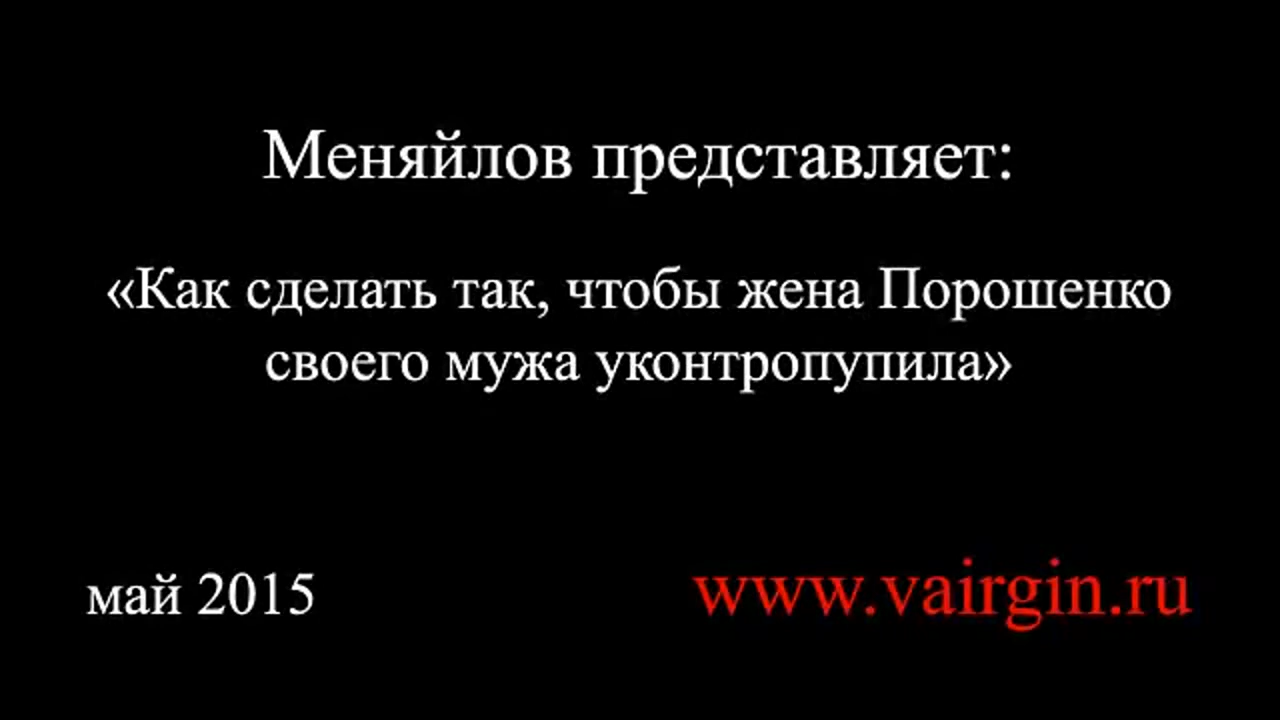 Меняйлов представляет:
«Как сделать так, чтобы жена Порошенко
своего мужа уконтропупила»
май 2015
www.vairgin.ru